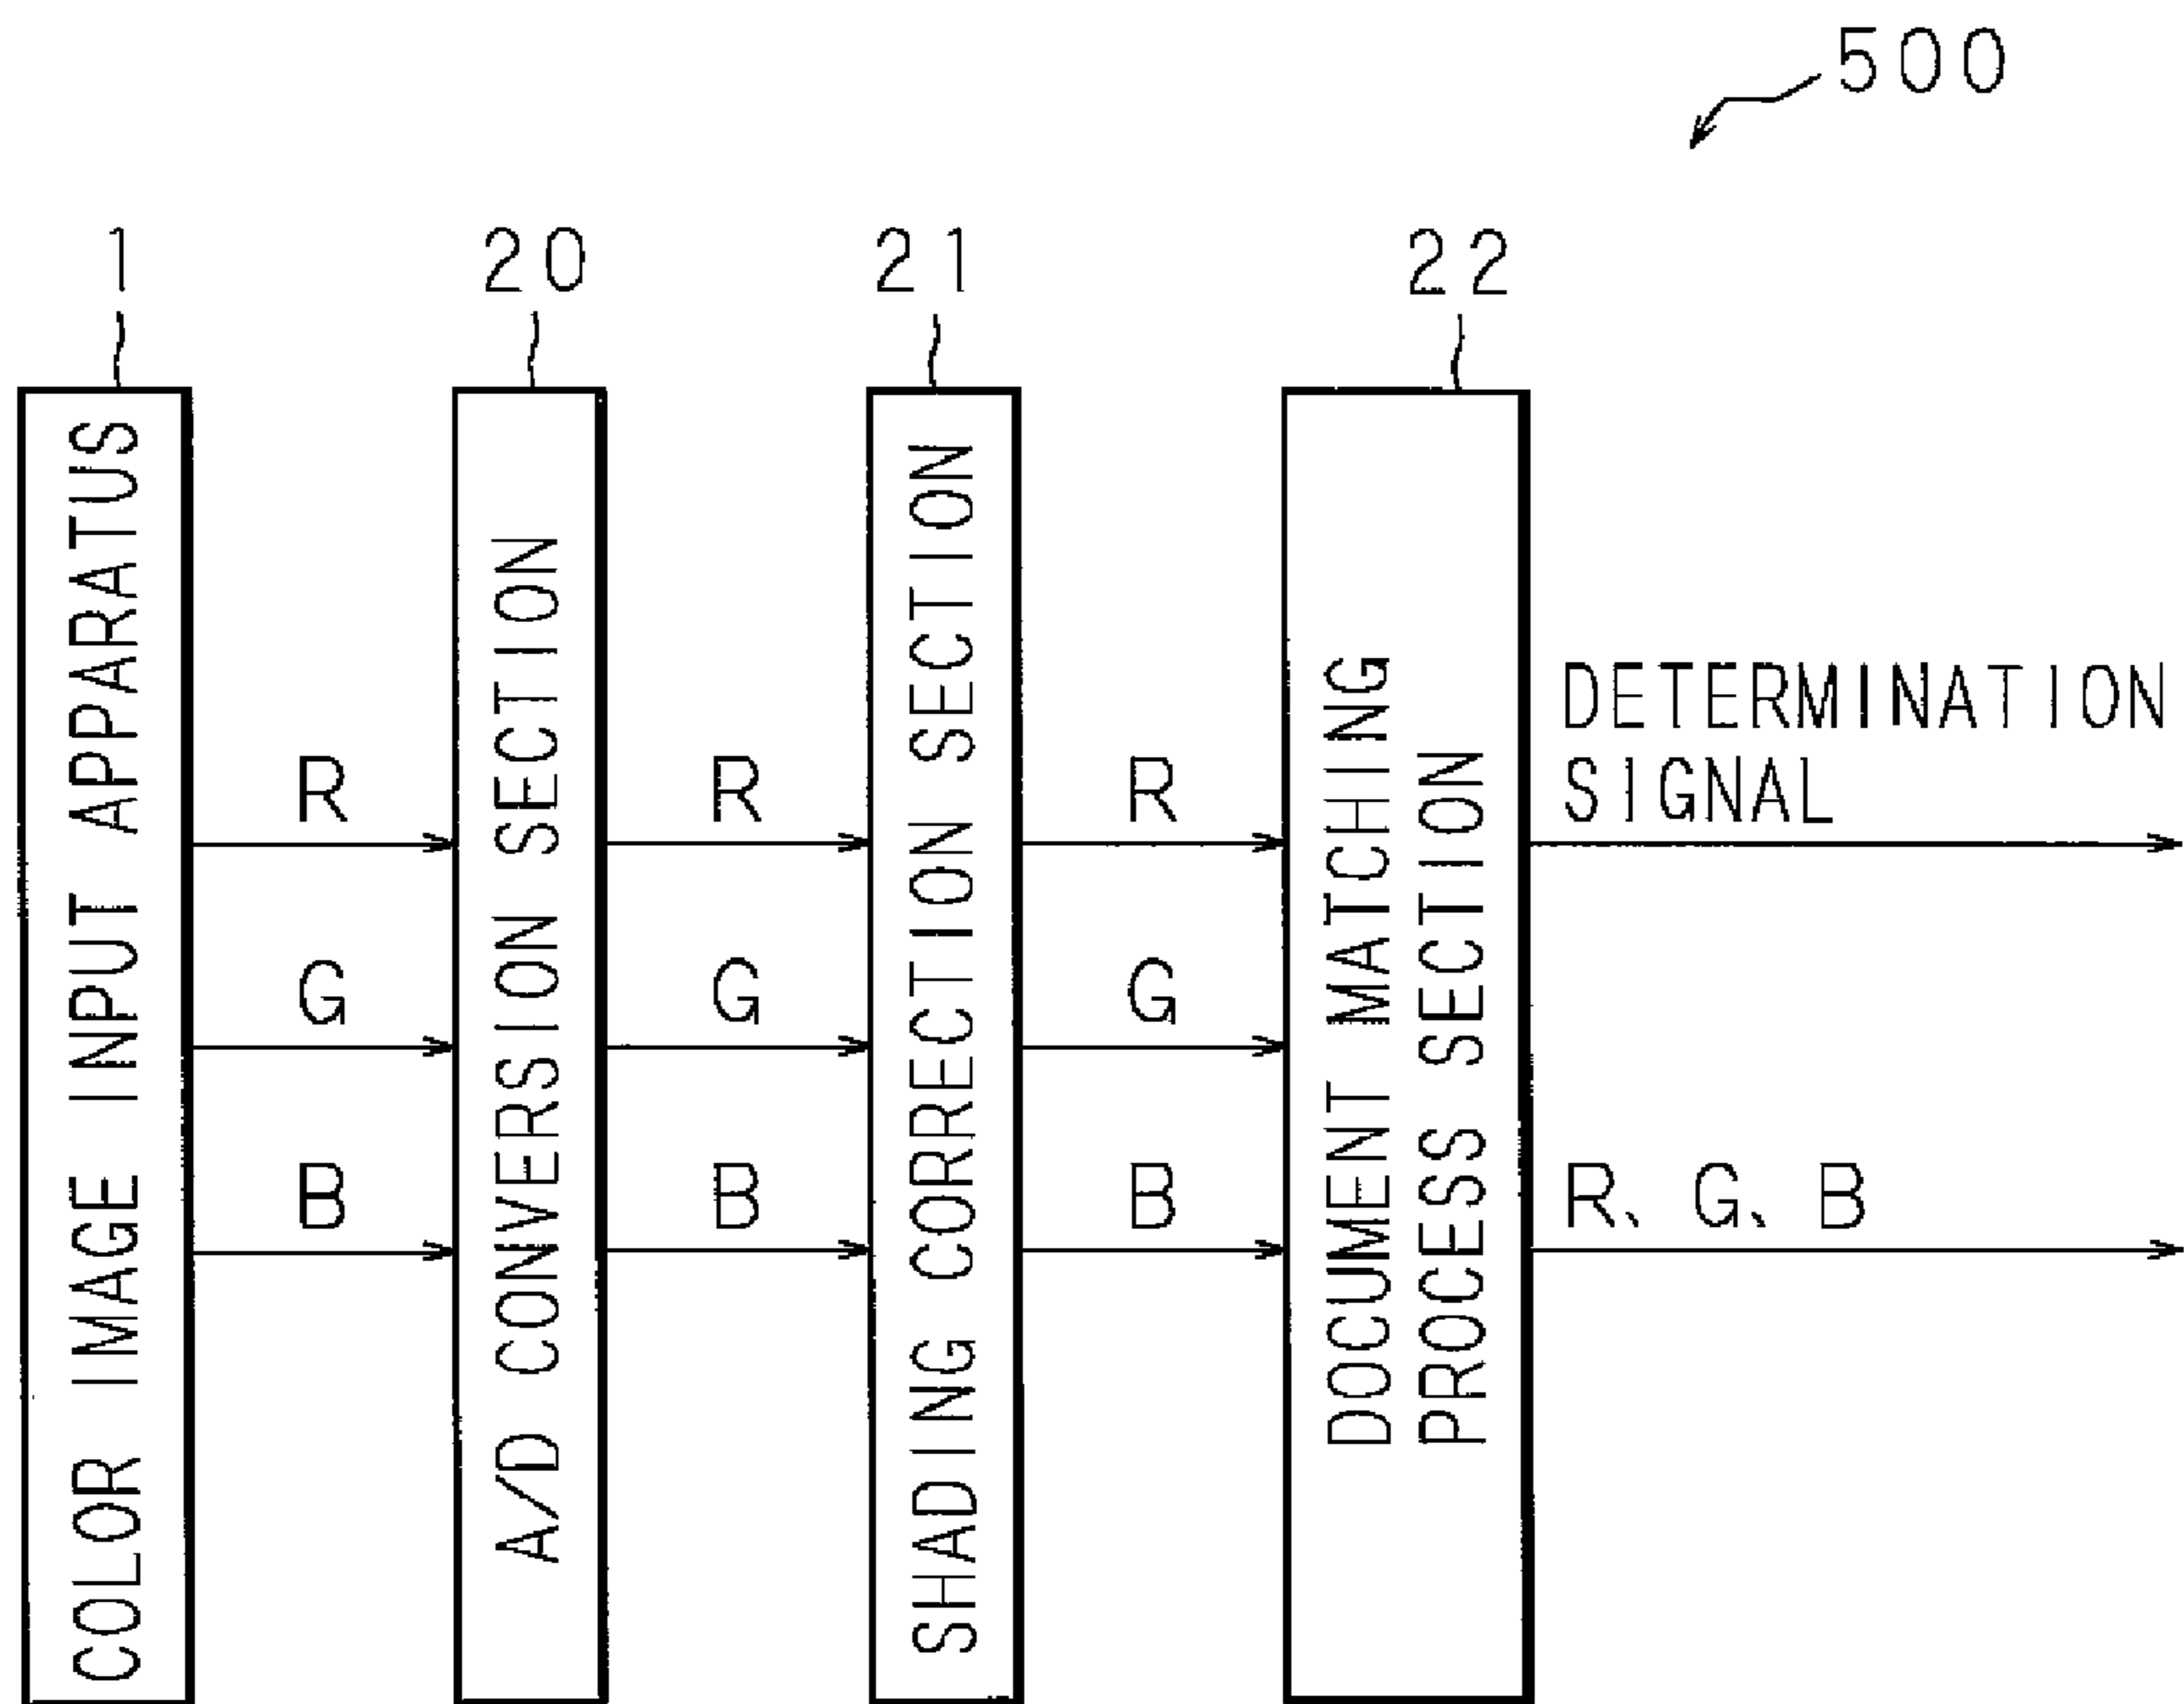 500
1
20
21
22
COLOR IMAGE INPUT APPARATUS
R
G
B
A/D CONVERSION SECTION
R
G
B
SHADING CORRECTION SECTION
R
G
B
DOCUMENT MATCHING
PROCESS SECTION
DETERMINATION
SIGNAL
R、G、B